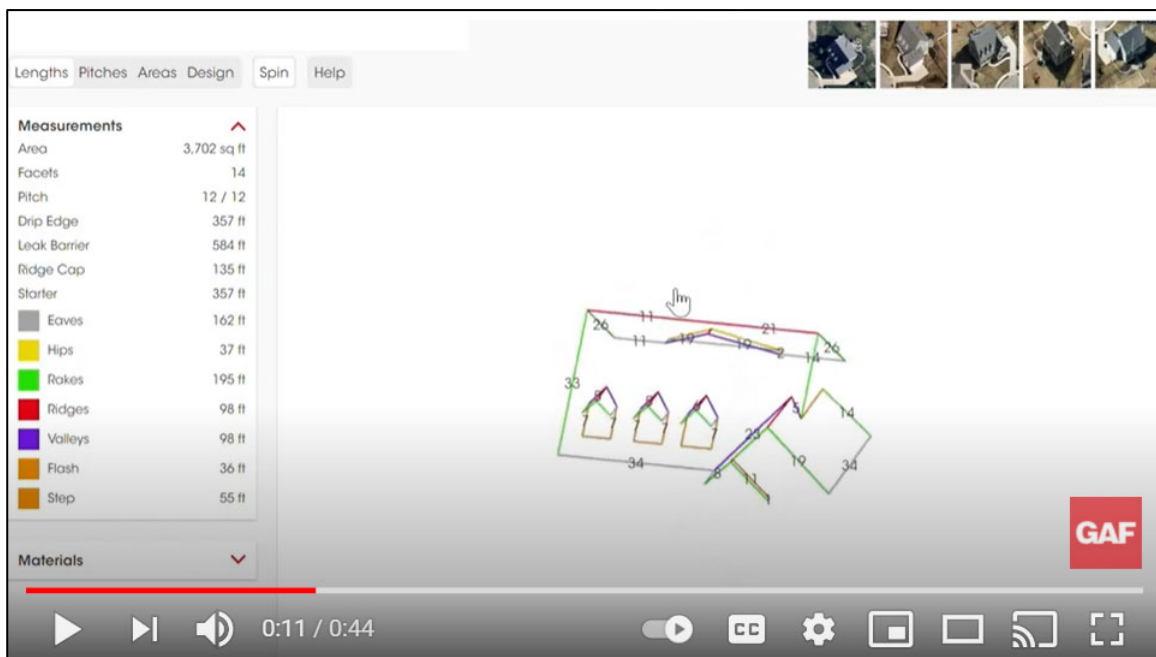 Lengths Pitches Areas Design Spin Help
Measurements
Area 3,702 sq ft
Facets 14
Pitch 12 / 12
Drip Edge 357 ft
Leak Barrier 584 ft
Ridge Cap 135 ft
Starter 357 ft
Eaves 162 ft
Hips 37 ft
Rakes 195 ft
Ridges 98 ft
Valleys 98 ft
Flash 36 ft
Step 55 ft
Materials
11
21
26
11
19
19
2
14
26
33
5
14
23
34
19
34
8
11
1
GAF
0:11 / 0:44
CC